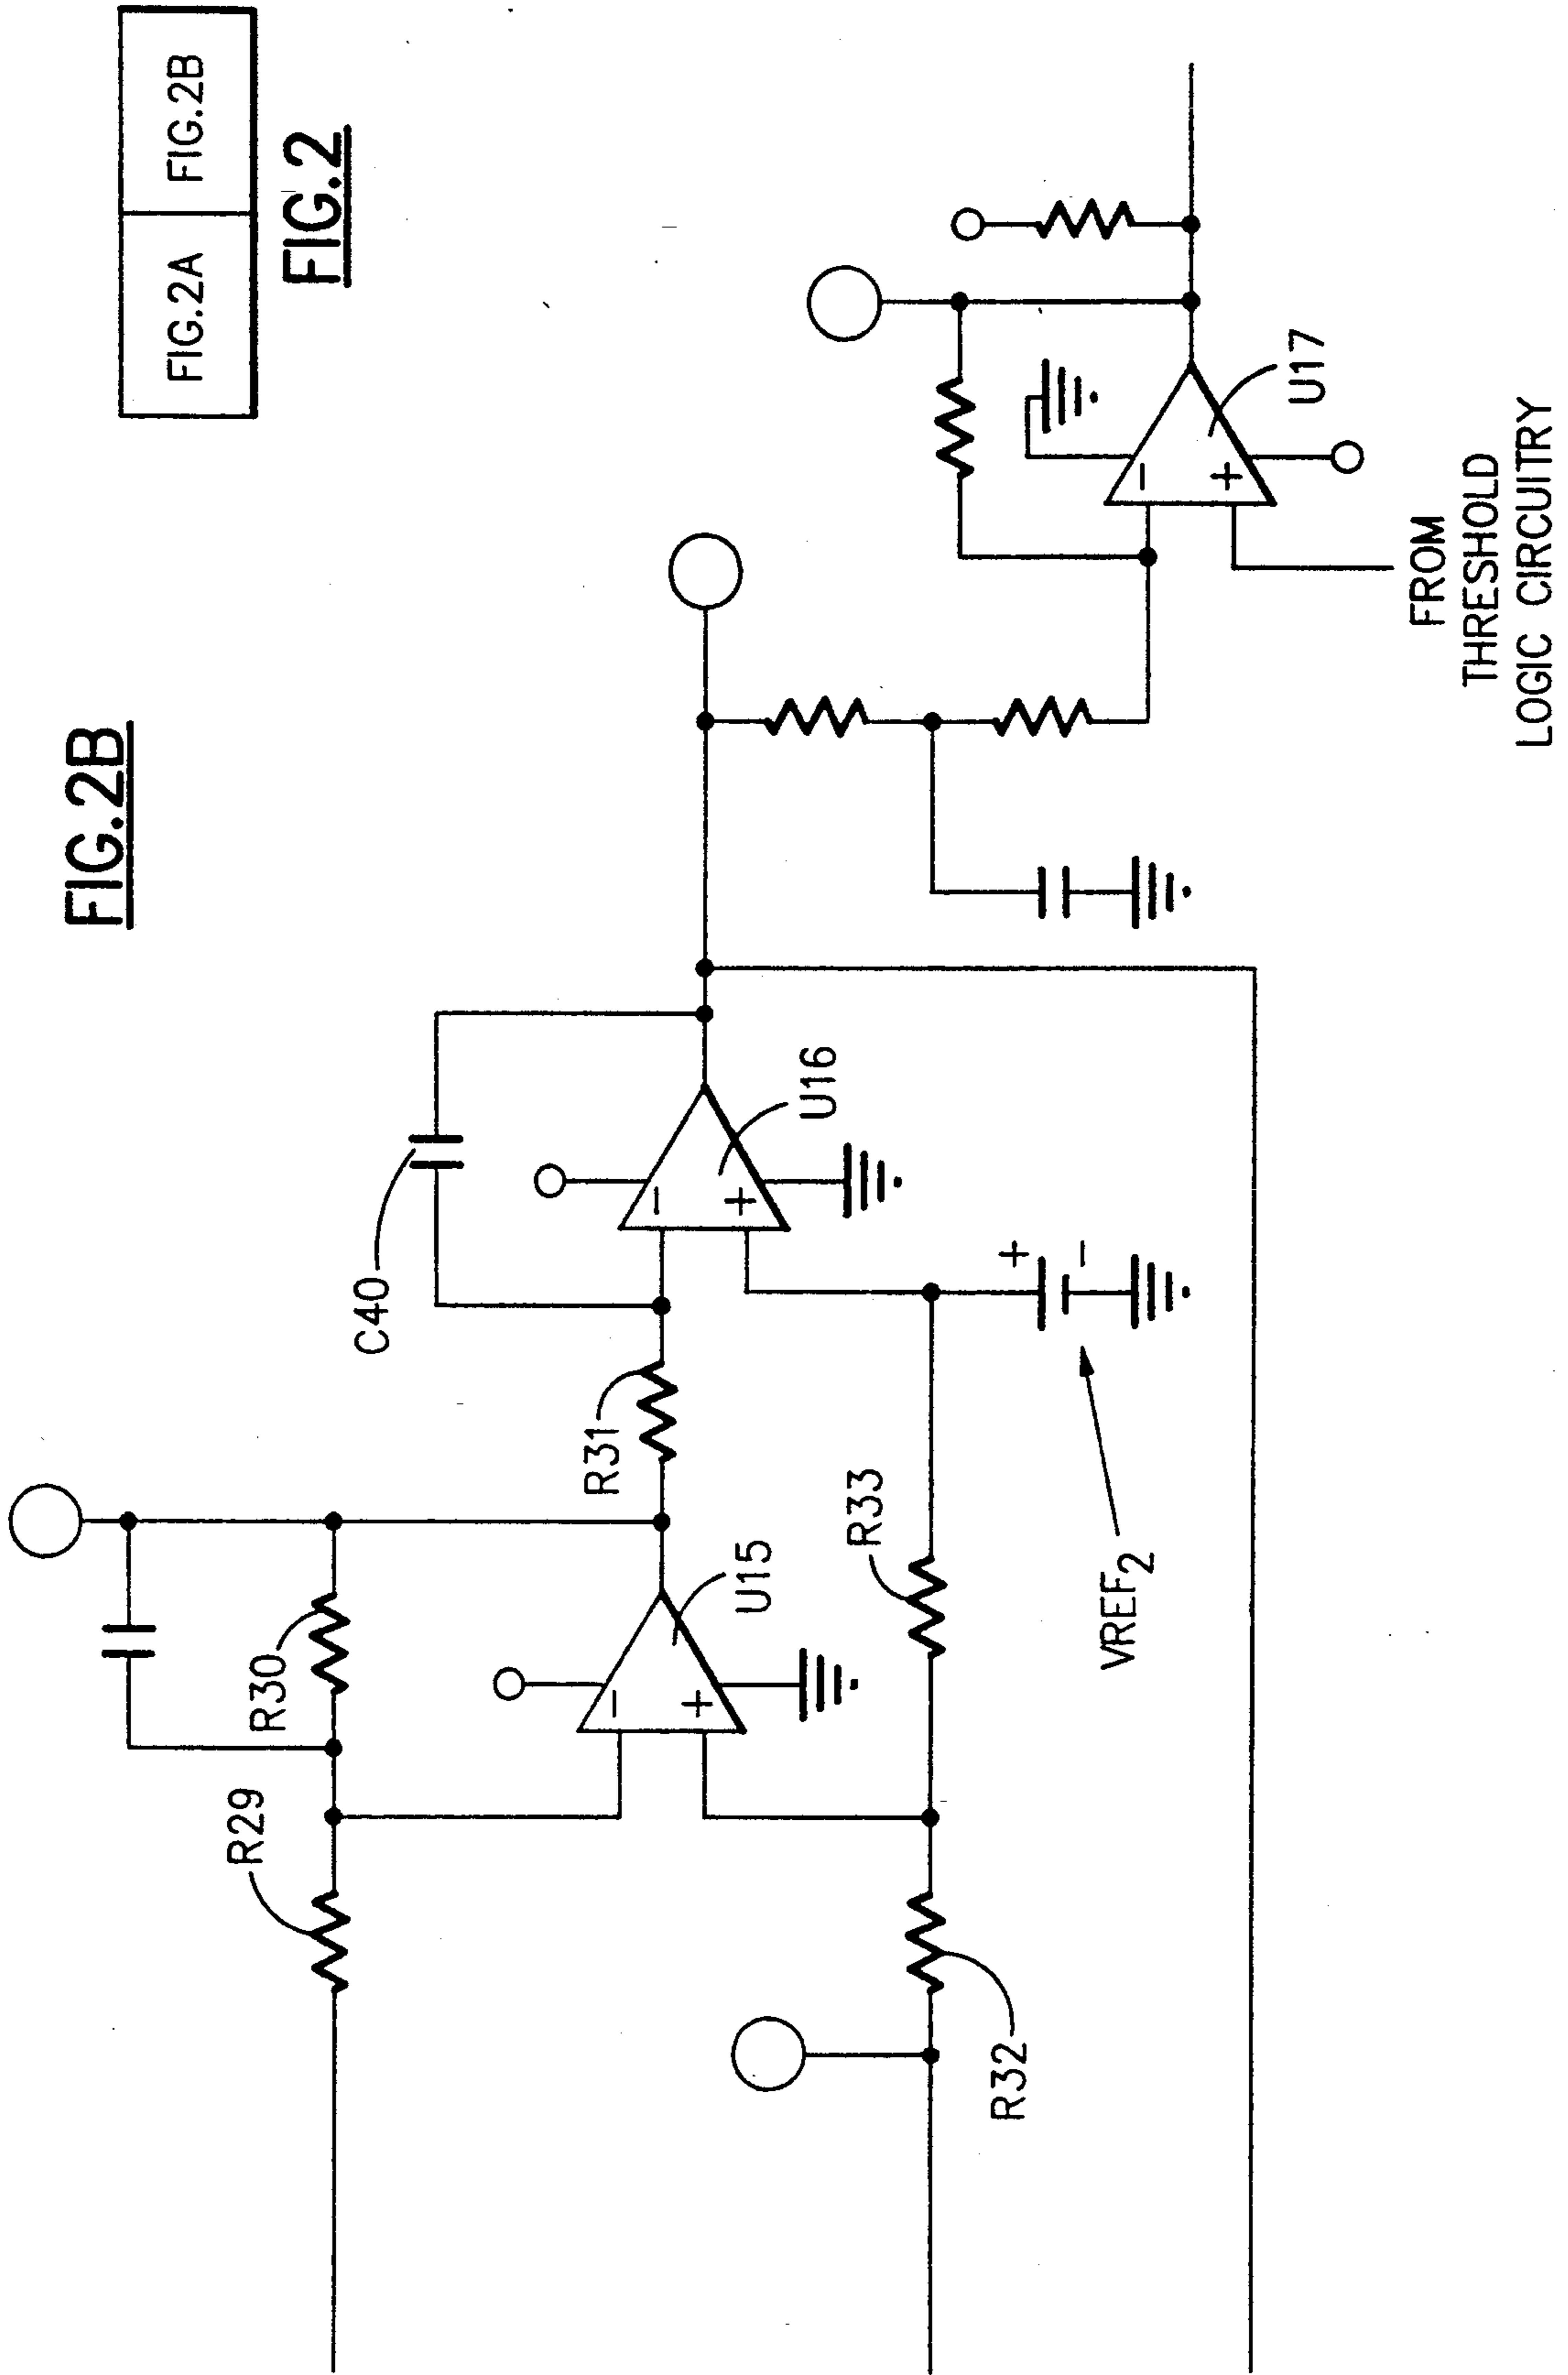 FIG.2B
FIG.2A
FIG.2B
FIG.2
R29
R30
C40
R31
U15
U16
R32
R33
VREF2
+
-
-
+
-
+
-
+
U17
FROM
THRESHOLD
LOGIC CIRCUITRY